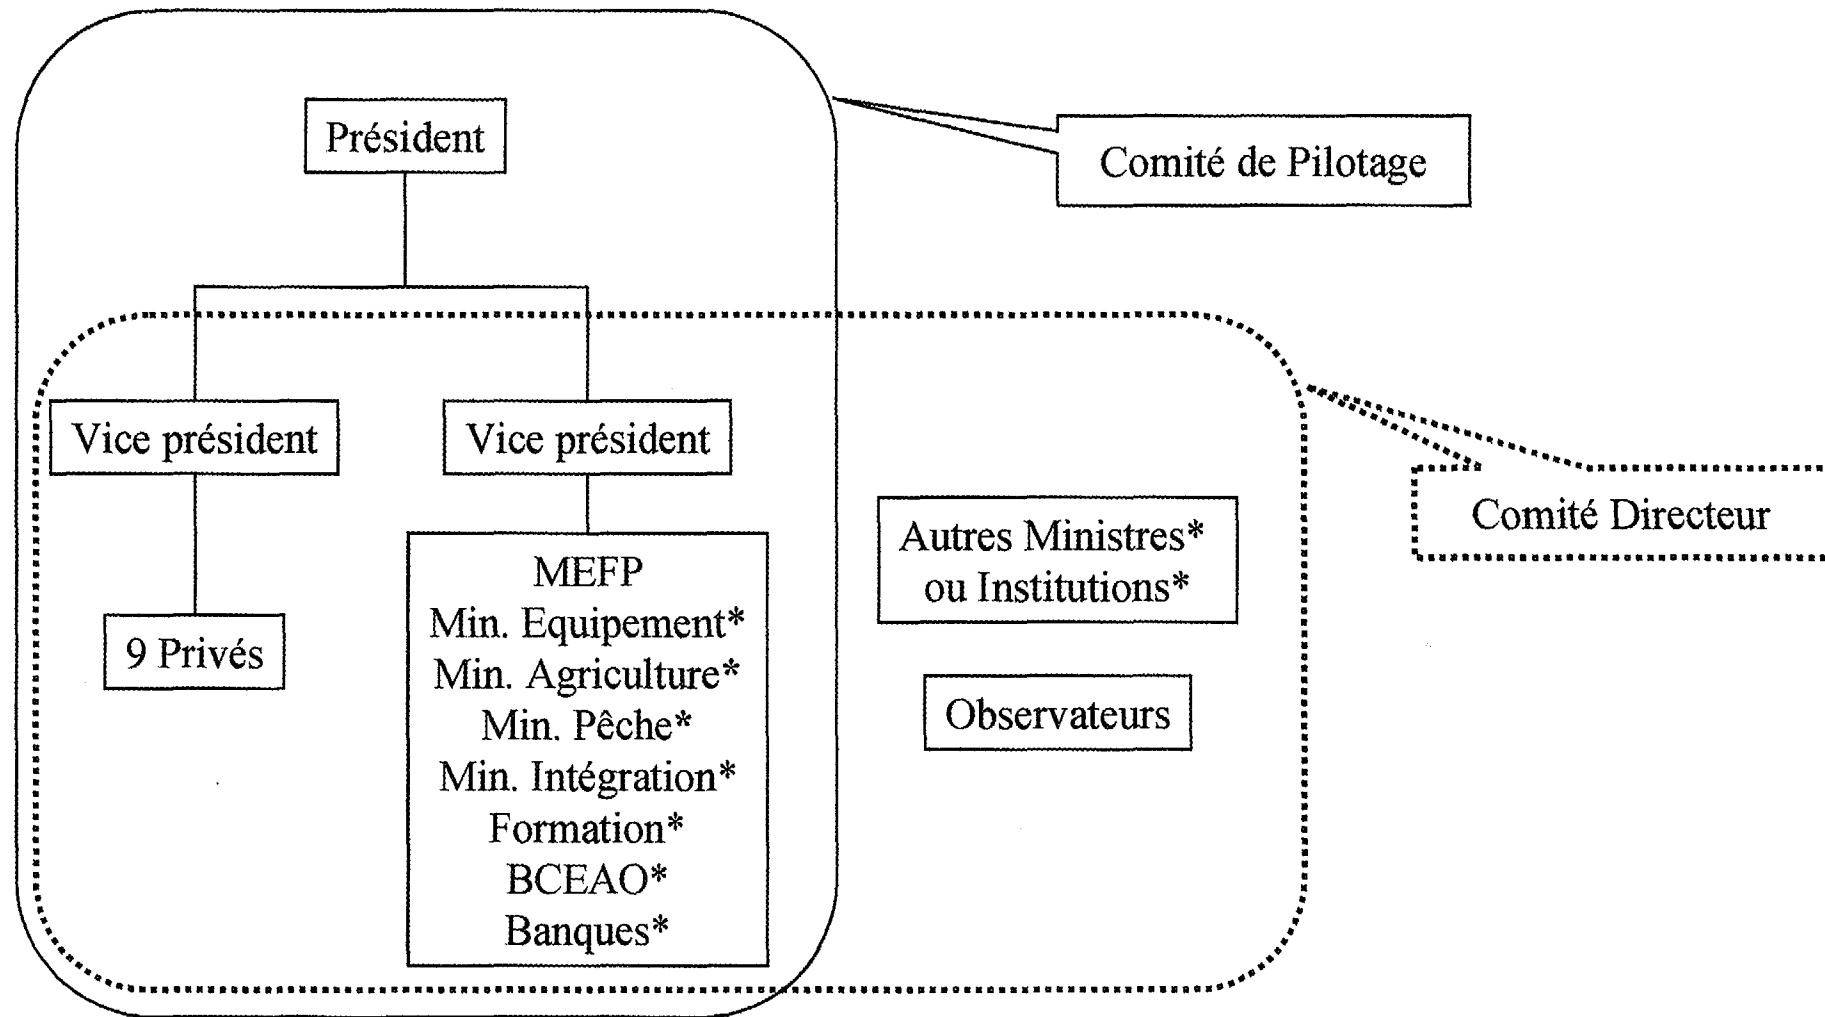 Président
Comité de Pilotage
Vice président
Vice président
9 Privés
MEFP
Min. Equipement*
Min. Agriculture*
Min. Pêche*
Min. Intégration*
Formation*
BCEAO*
Banques*
Autres Ministres*
ou Institutions*
Observateurs
Comité Directeur